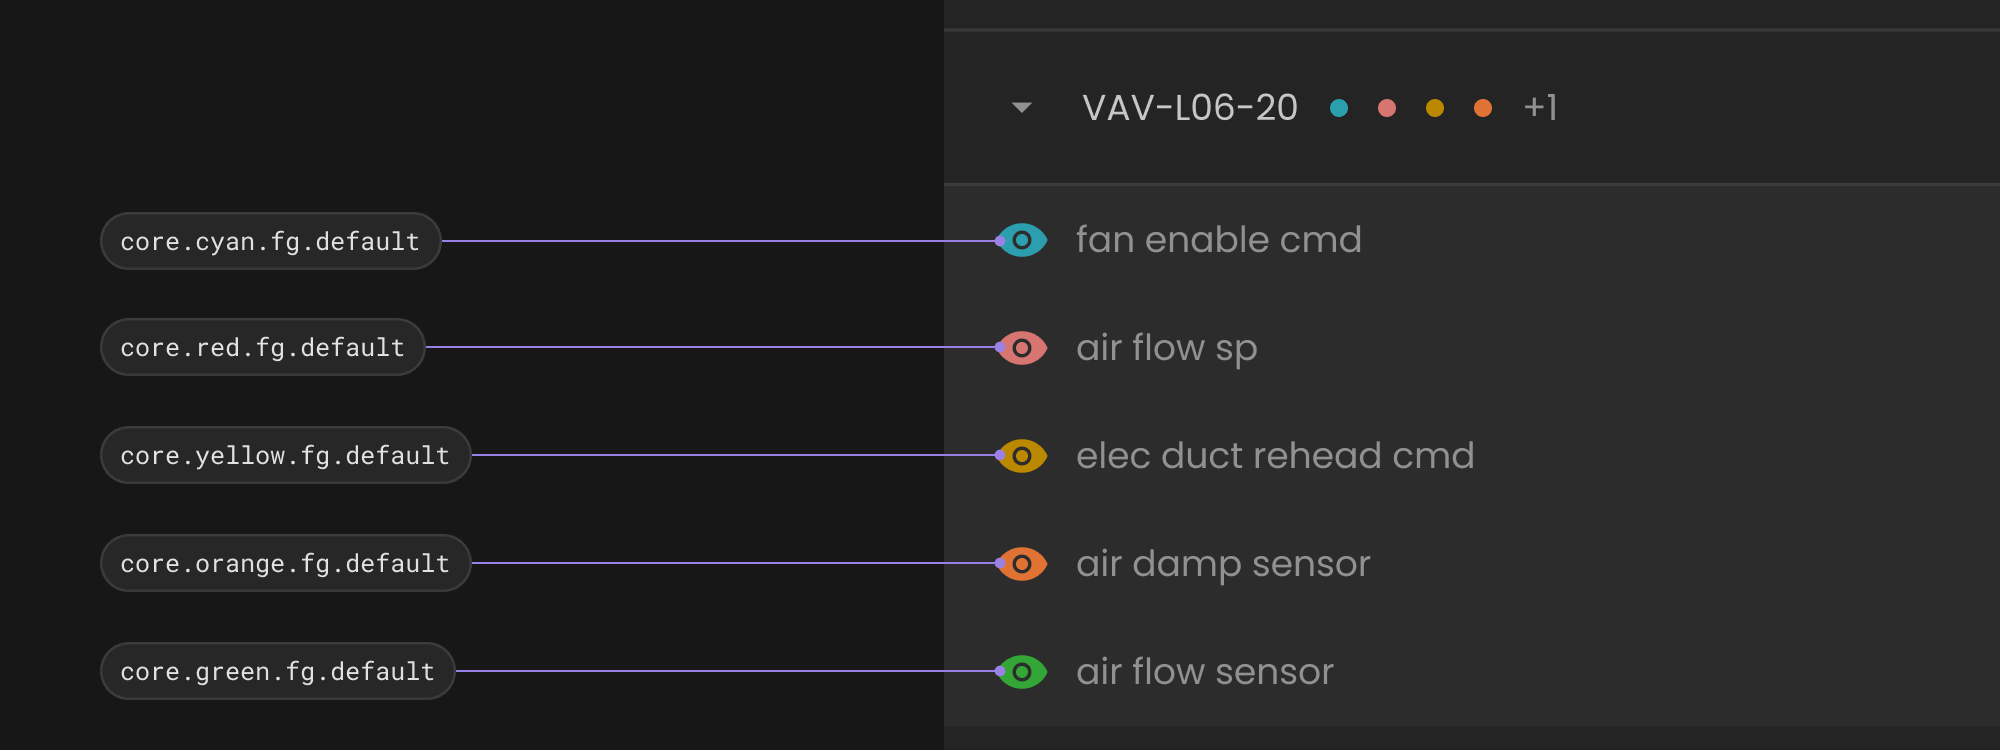 VAV-L06-20 +1
core.cyan.fg.default fan enable cmd
core.red.fg.default air flow sp
core.yellow.fg.default elec duct rehead cmd
core.orange.fg.default air damp sensor
core.green.fg.default air flow sensor